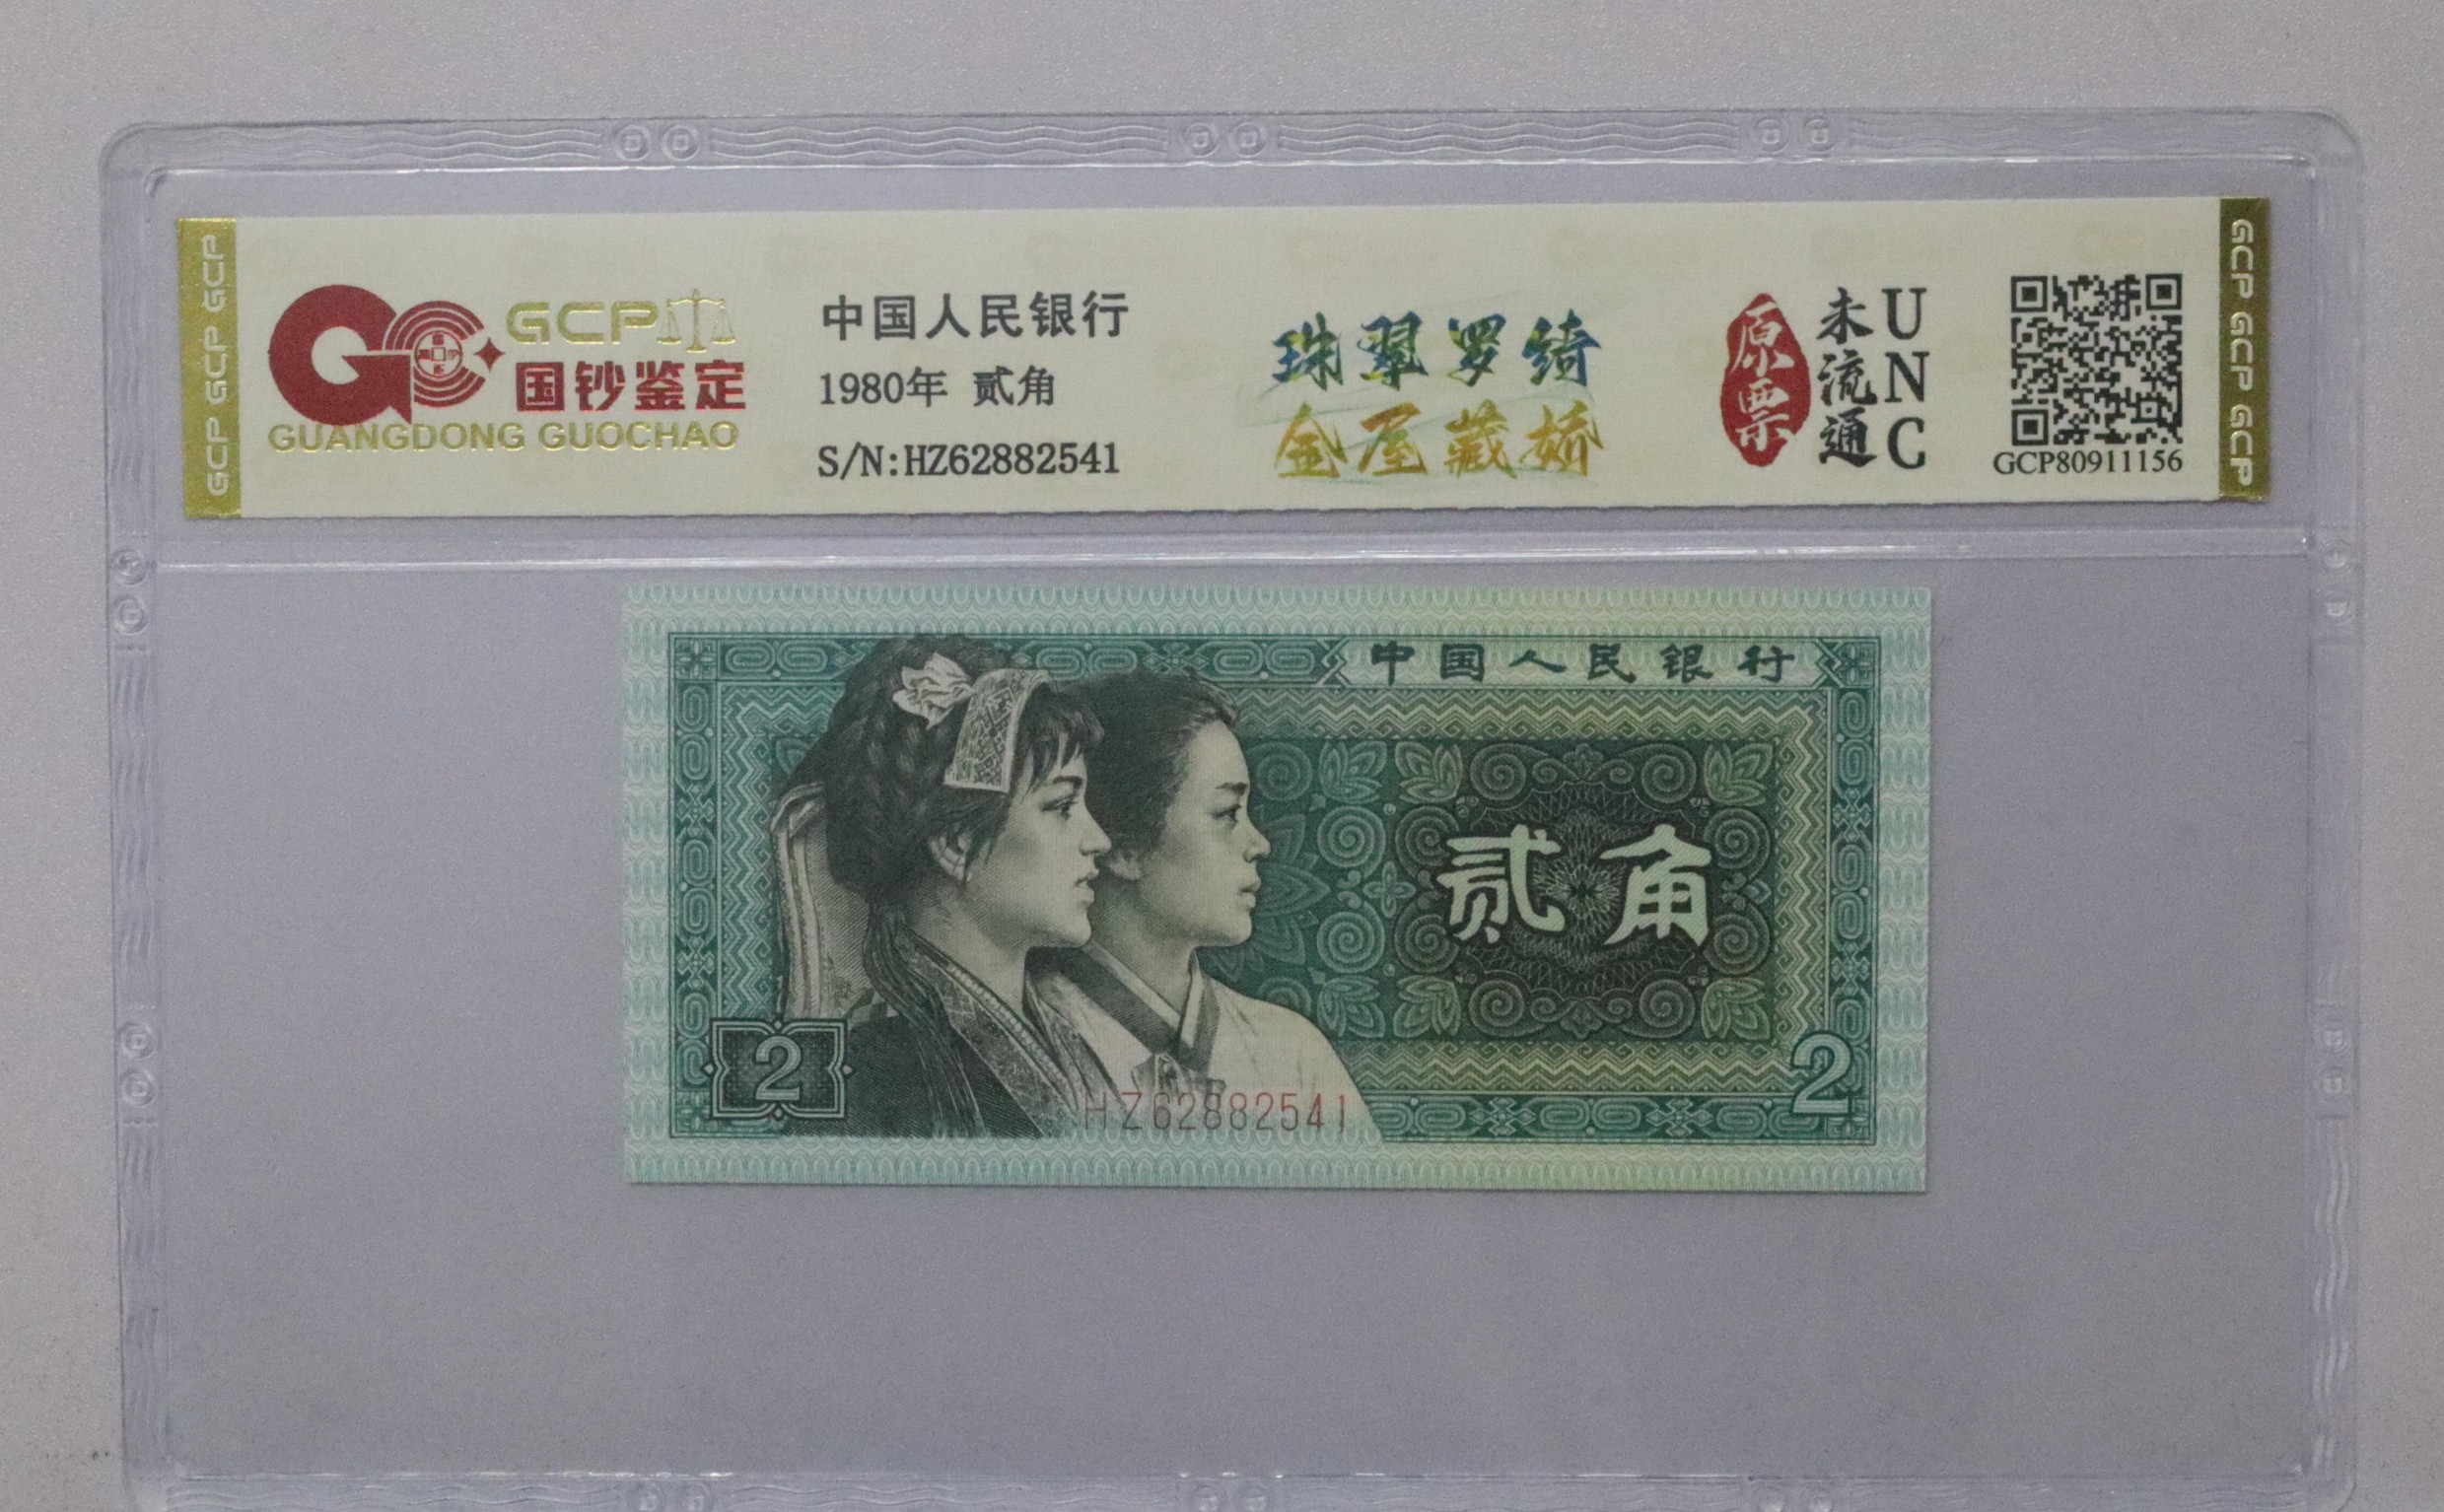 GCP GCP GCP
GCP
国钞鉴定
GUANGDONG GUOCHAO
中国人民银行
1980年 贰角
S/N:HZ62882541
珠翠罗绮
金屋藏娇
原票
未流通
UNC
GCP80911156
GCP GCP GCP GCP
中国人民银行
贰角
2
2
HZ62882541